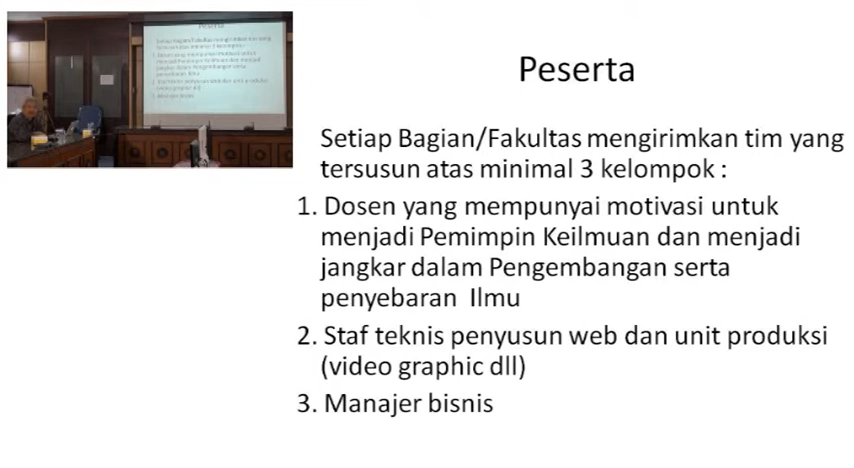 Peserta
Setiap Bagian/Fakultas mengirimkan tim yang
tersusun atas minimal 3 kelompok :
1. Dosen yang mempunyai motivasi untuk
menjadi Pemimpin Keilmuan dan menjadi
jangkar dalam Pengembangan serta
penyebaran Ilmu
2. Staf teknis penyusun web dan unit produksi
(video graphic dll)
3. Manajer bisnis